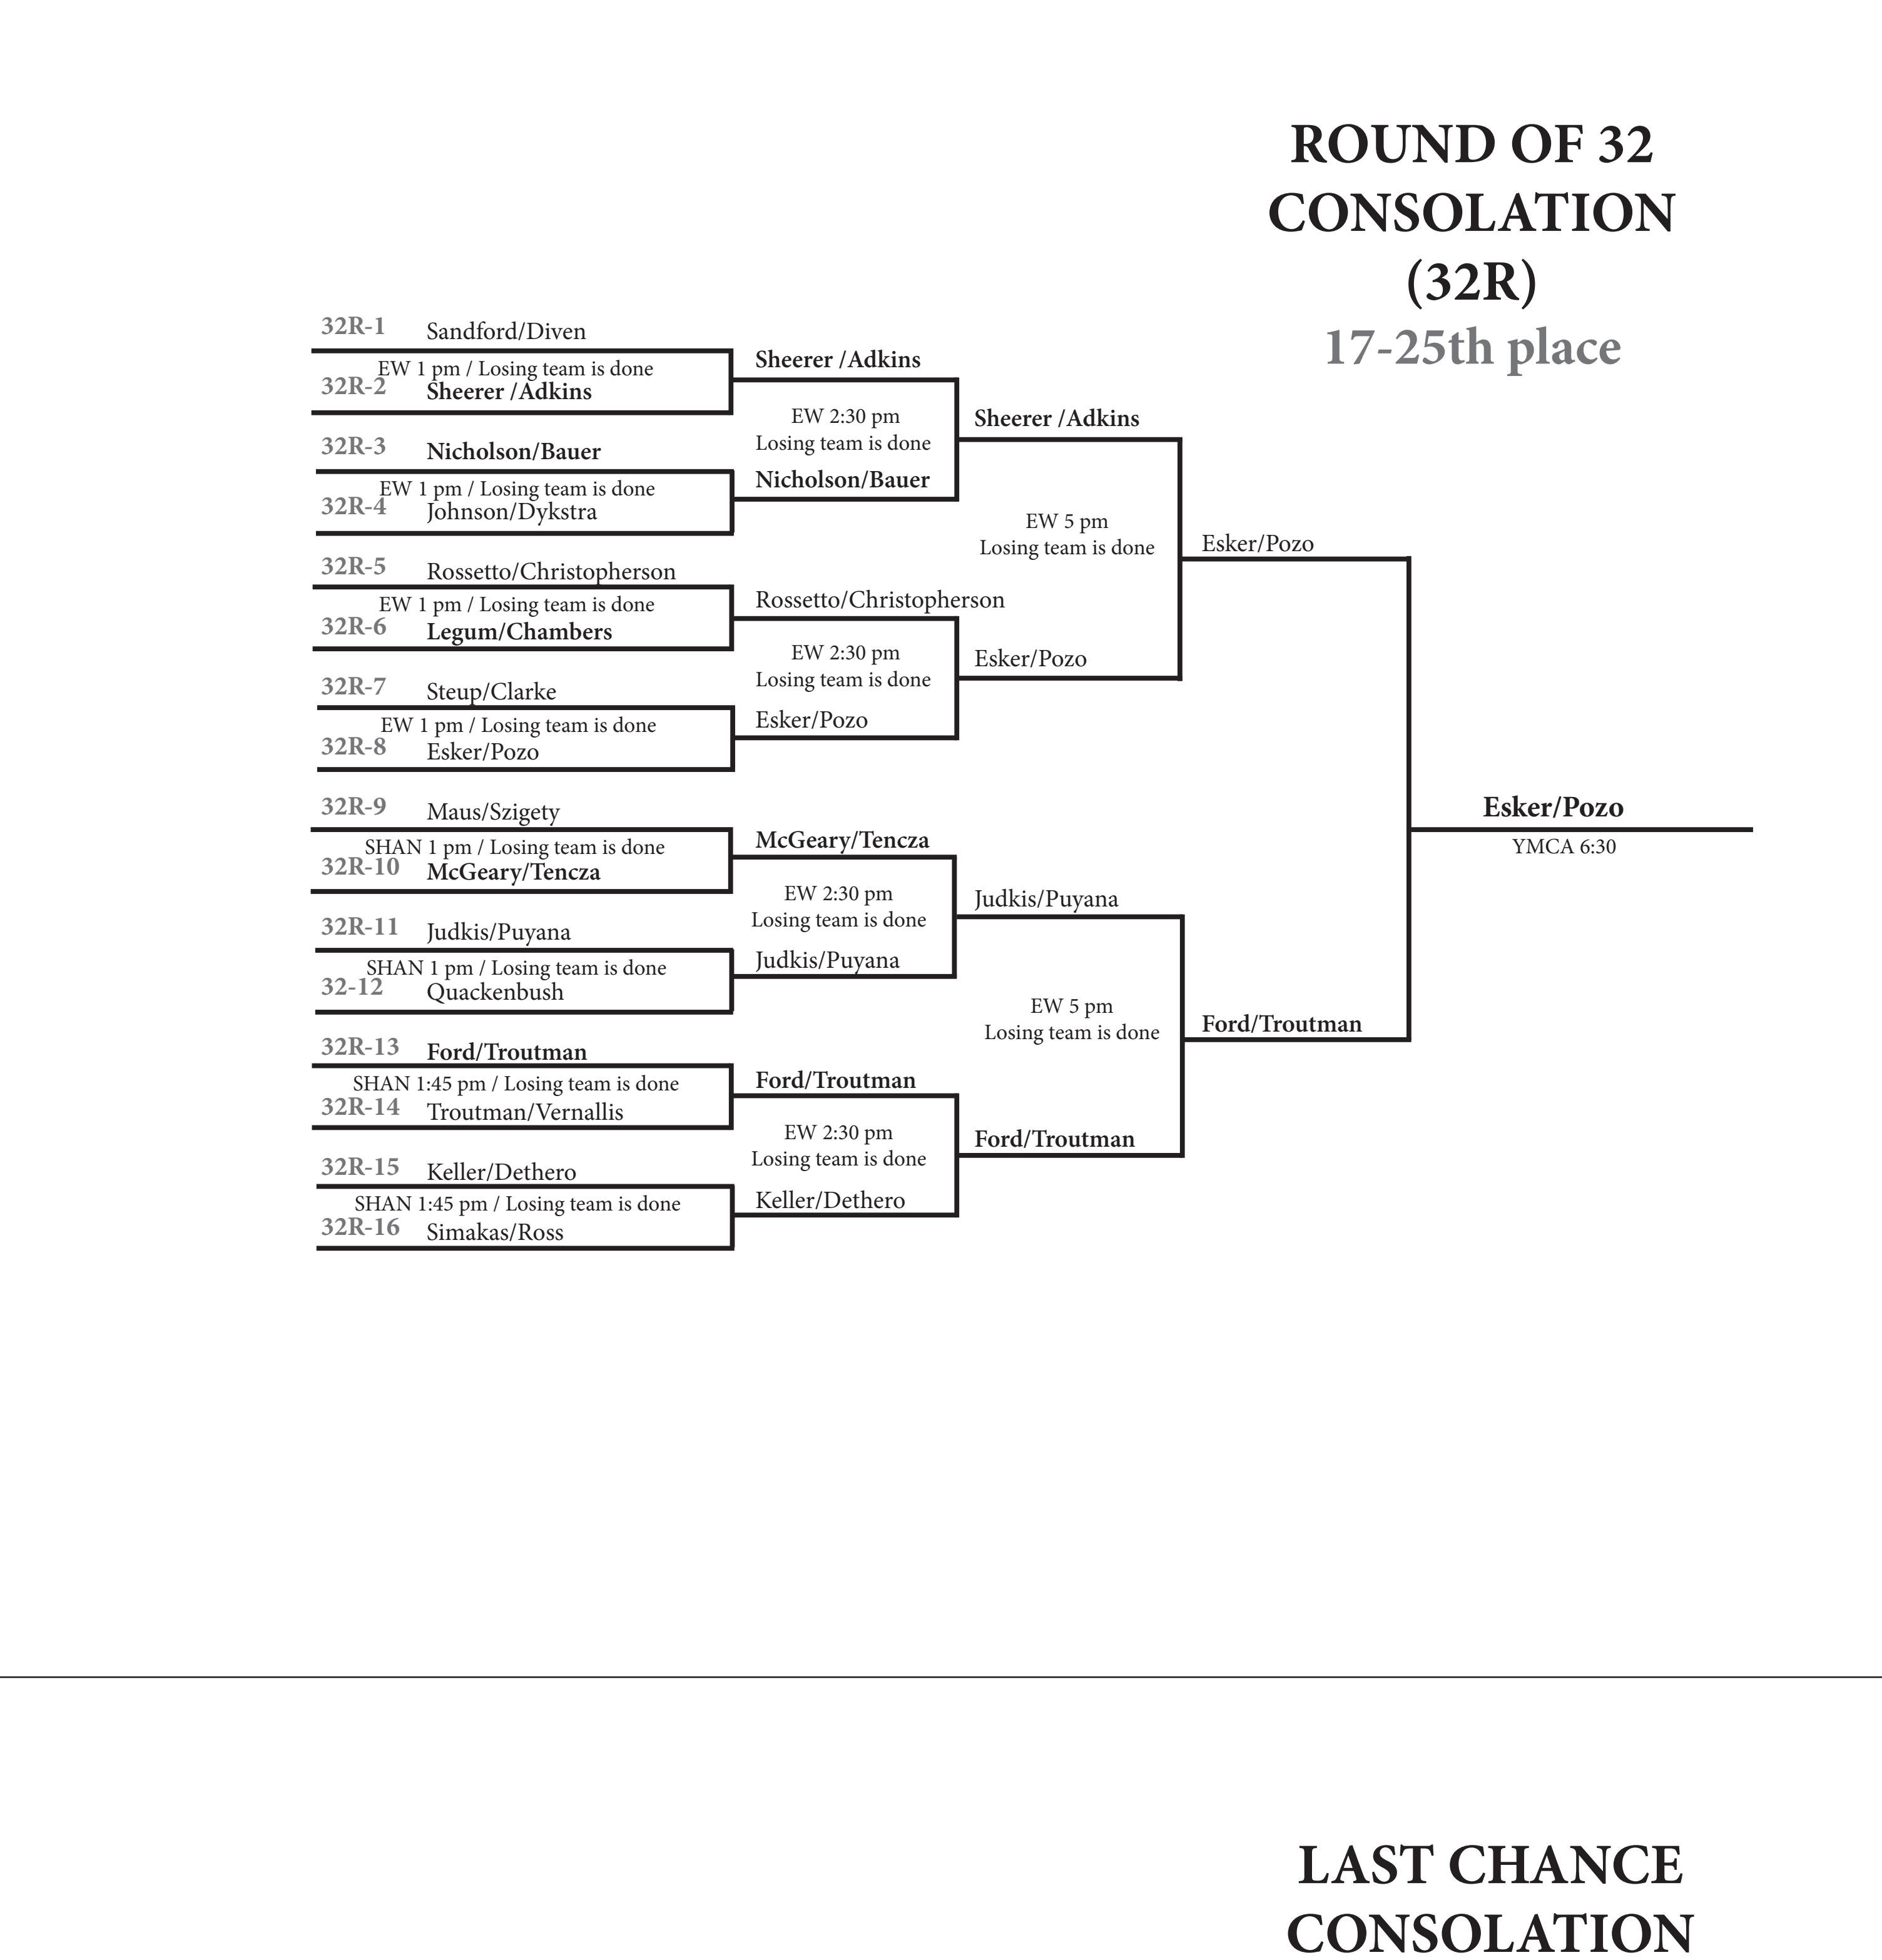 ROUND OF 32
CONSOLATION
(32R)
17-25th place
32R-1 Sandford/Diven
EW 1 pm / Losing team is done
32R-2 Sheerer /Adkins
32R-3 Nicholson/Bauer
EW 1 pm / Losing team is done
32R-4 Johnson/Dykstra
32R-5 Rossetto/Christopherson
EW 1 pm / Losing team is done
32R-6 Legum/Chambers
32R-7 Steup/Clarke
EW 1 pm / Losing team is done
32R-8 Esker/Pozo
32R-9 Maus/Szigety
SHAN 1 pm / Losing team is done
32R-10 McGeary/Tencza
32R-11 Judkis/Puyana
SHAN 1 pm / Losing team is done
32-12 Quackenbush
32R-13 Ford/Troutman
SHAN 1:45 pm / Losing team is done
32R-14 Troutman/Vernallis
32R-15 Keller/Dethero
SHAN 1:45 pm / Losing team is done
32R-16 Simakas/Ross
Sheerer /Adkins
EW 2:30 pm
Losing team is done
Nicholson/Bauer
Rossetto/Christopherson
EW 2:30 pm
Losing team is done
Esker/Pozo
McGeary/Tencza
EW 2:30 pm
Losing team is done
Judkis/Puyana
Ford/Troutman
EW 2:30 pm
Losing team is done
Keller/Dethero
Sheerer /Adkins
EW 5 pm
Losing team is done
Esker/Pozo
Judkis/Puyana
EW 5 pm
Losing team is done
Ford/Troutman
Esker/Pozo
Ford/Troutman
Esker/Pozo
YMCA 6:30
LAST CHANCE
CONSOLATION